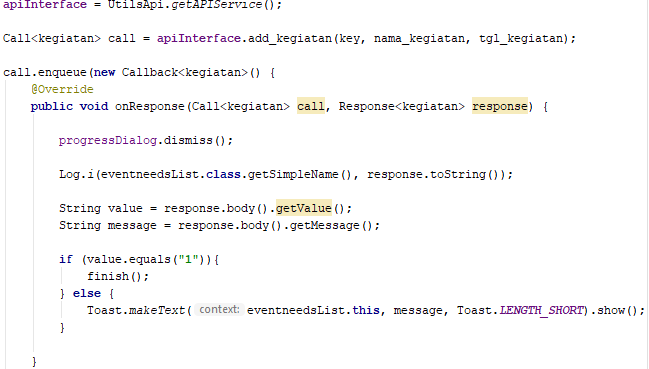 apiInterface = UtilsApi.getAPIService();
Call<kegiatan> call = apiInterface.add_kegiatan(key, nama_kegiatan, tgl_kegiatan);
call.enqueue(new Callback<kegiatan>() {
@Override
public void onResponse(Call<kegiatan> call, Response<kegiatan> response) {
progressDialog.dismiss();
Log.i(eventneedsList.class.getSimpleName(), response.toString());
String value = response.body().getValue();
String message = response.body().getMessage();
if (value.equals("1")){
finish();
} else {
Toast.makeText( context: eventneedsList.this, message, Toast.LENGTH_SHORT).show();
}
}